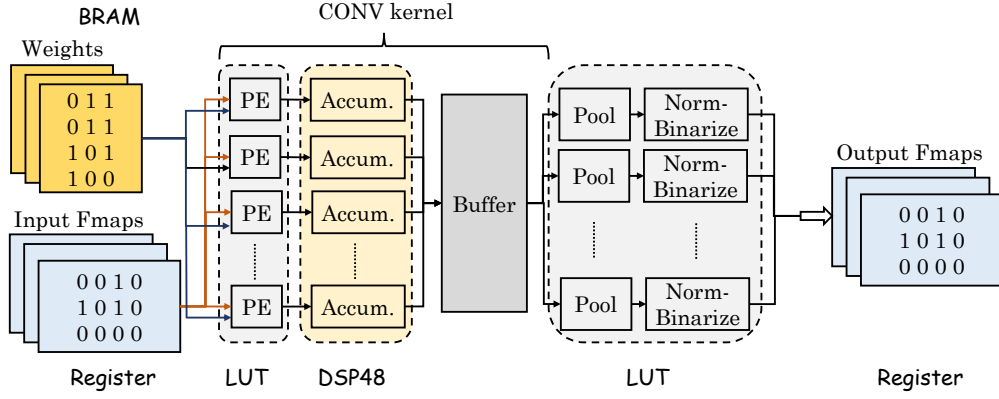 BRAM
CONV kernel
Weights
0 1 1
0 1 1
1 0 1
1 0 0
Input Fmaps
0 0 1 0
1 0 1 0
0 0 0 0
PE
Accum.
PE
Accum.
PE
Accum.
PE
Accum.
Buffer
Pool
Norm-
Binarize
Pool
Norm-
Binarize
Pool
Norm-
Binarize
Output Fmaps
0 0 1 0
1 0 1 0
0 0 0 0
Register
LUT
DSP48
LUT
Register